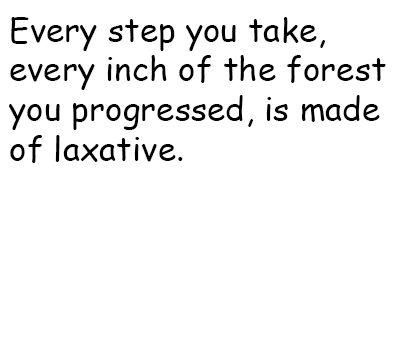 Every step you take,
every inch of the forest
you progressed, is made
of laxative.